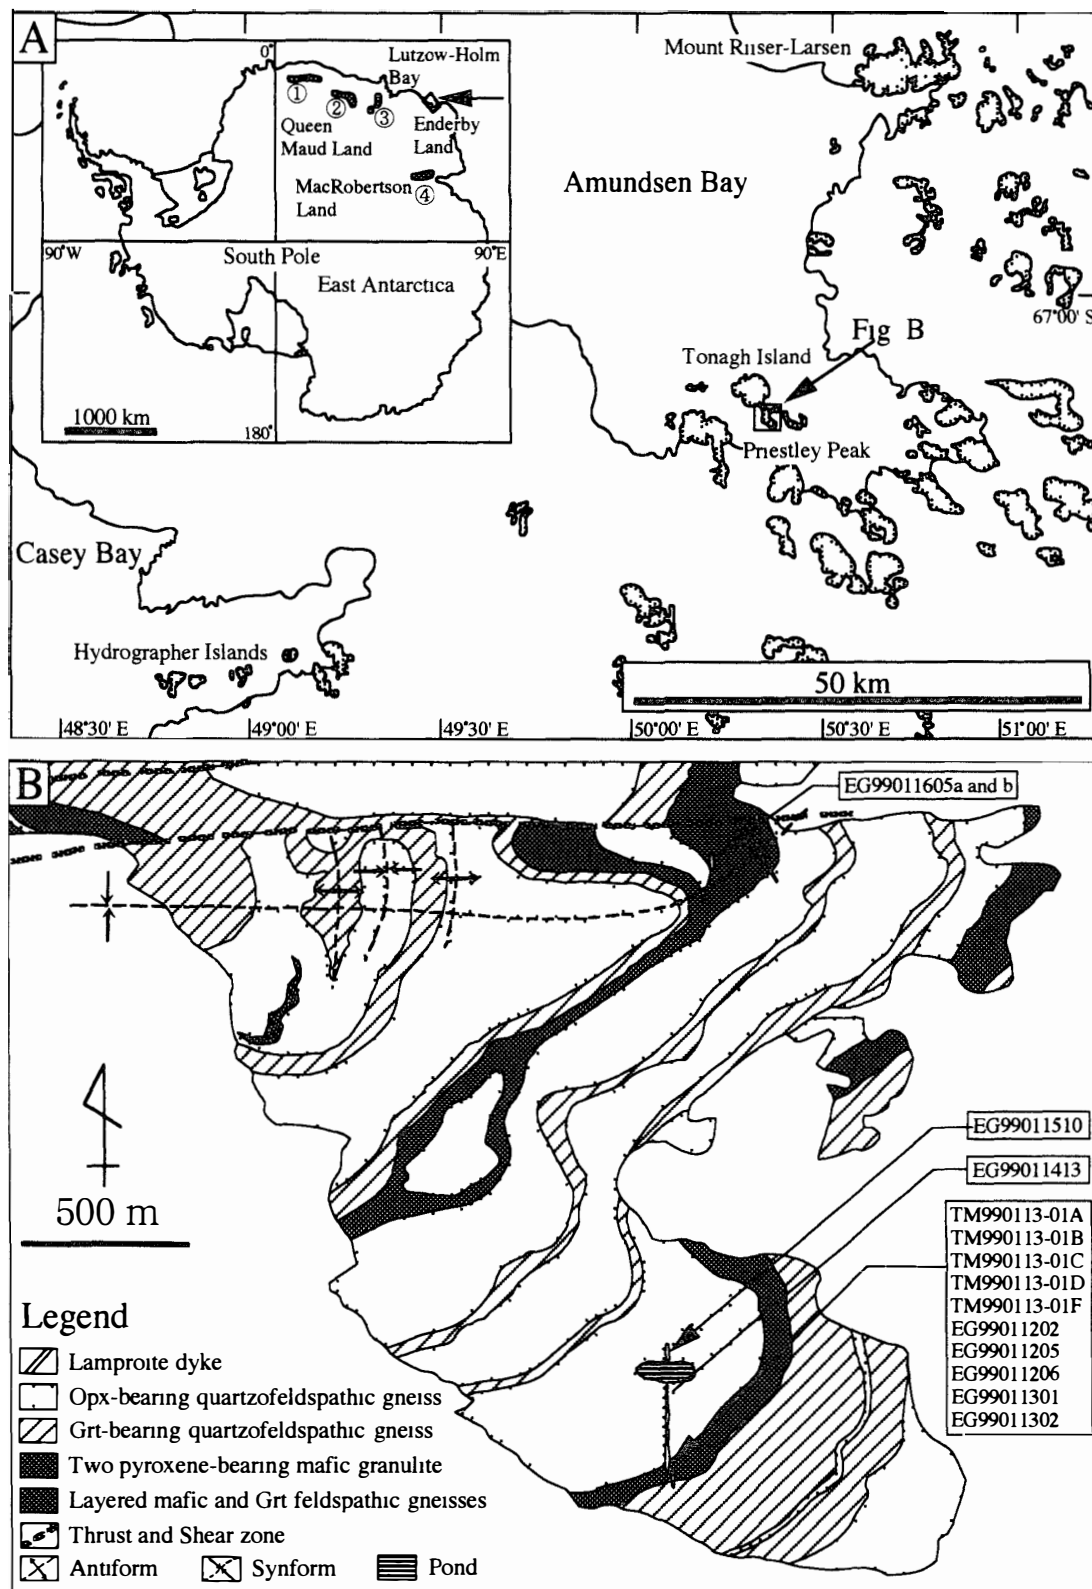 A
0°
Lutzow-Holm
Bay
①
②
③
Queen
Maud Land
Enderby
Land
MacRobertson
Land
④
90°W
South Pole
90°E
East Antarctica
1000 km
180°
Mount Riiser-Larsen
Amundsen Bay
67°00' S
Fig B
Tonagh Island
Priestley Peak
Casey Bay
Hydrographer Islands
50 km
48°30' E
49°00' E
49°30' E
50°00' E
50°30' E
51°00' E
B
EG99011605a and b
EG99011510
EG99011413
TM990113-01A
TM990113-01B
TM990113-01C
TM990113-01D
TM990113-01F
EG99011202
EG99011205
EG99011206
EG99011301
EG99011302
500 m
Legend
Lamproite dyke
Opx-bearing quartzofeldspathic gneiss
Grt-bearing quartzofeldspathic gneiss
Two pyroxene-bearing mafic granulite
Layered mafic and Grt feldspathic gneisses
Thrust and Shear zone
Antiform
Synform
Pond